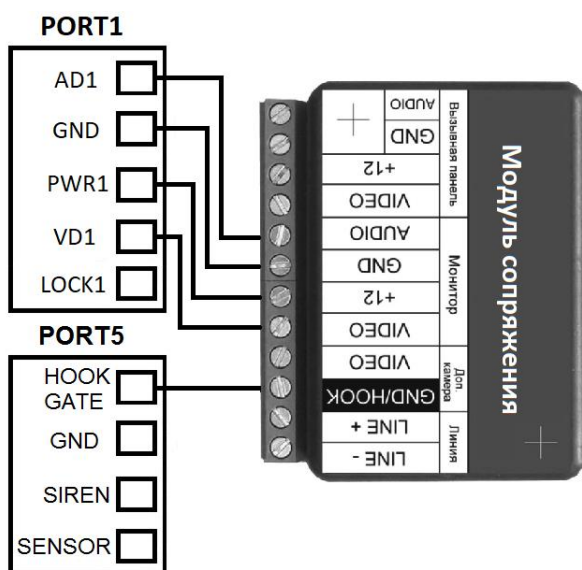 PORT1
AD1
GND
PWR1
VD1
LOCK1
PORT5
HOOK
GATE
GND
SIREN
SENSOR
AUDIO
GND
+12
VIDEO
Вызывная панель
AUDIO
GND
+12
VIDEO
Монитор
VIDEO
GND/HOOK
Доп.
камера
LINE +
LINE -
Линия
Модуль сопряжения